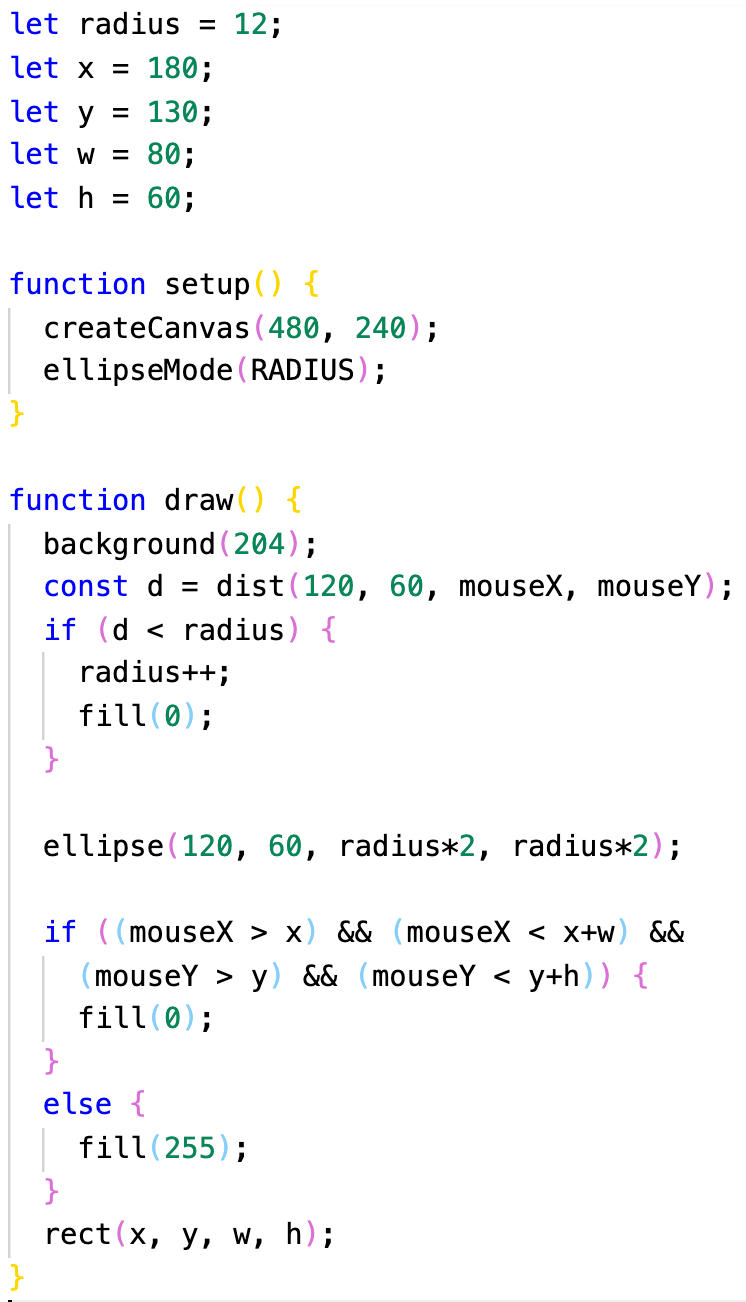 let radius = 12;
let x = 180;
let y = 130;
let w = 80;
let h = 60;

function setup() {
  createCanvas(480, 240);
  ellipseMode(RADIUS);
}

function draw() {
  background(204);
  const d = dist(120, 60, mouseX, mouseY);
  if (d < radius) {
    radius++;
    fill(0);
  }

  ellipse(120, 60, radius*2, radius*2);

  if ((mouseX > x) && (mouseX < x+w) &&
    (mouseY > y) && (mouseY < y+h)) {
    fill(0);
  }
  else {
    fill(255);
  }
  rect(x, y, w, h);
}